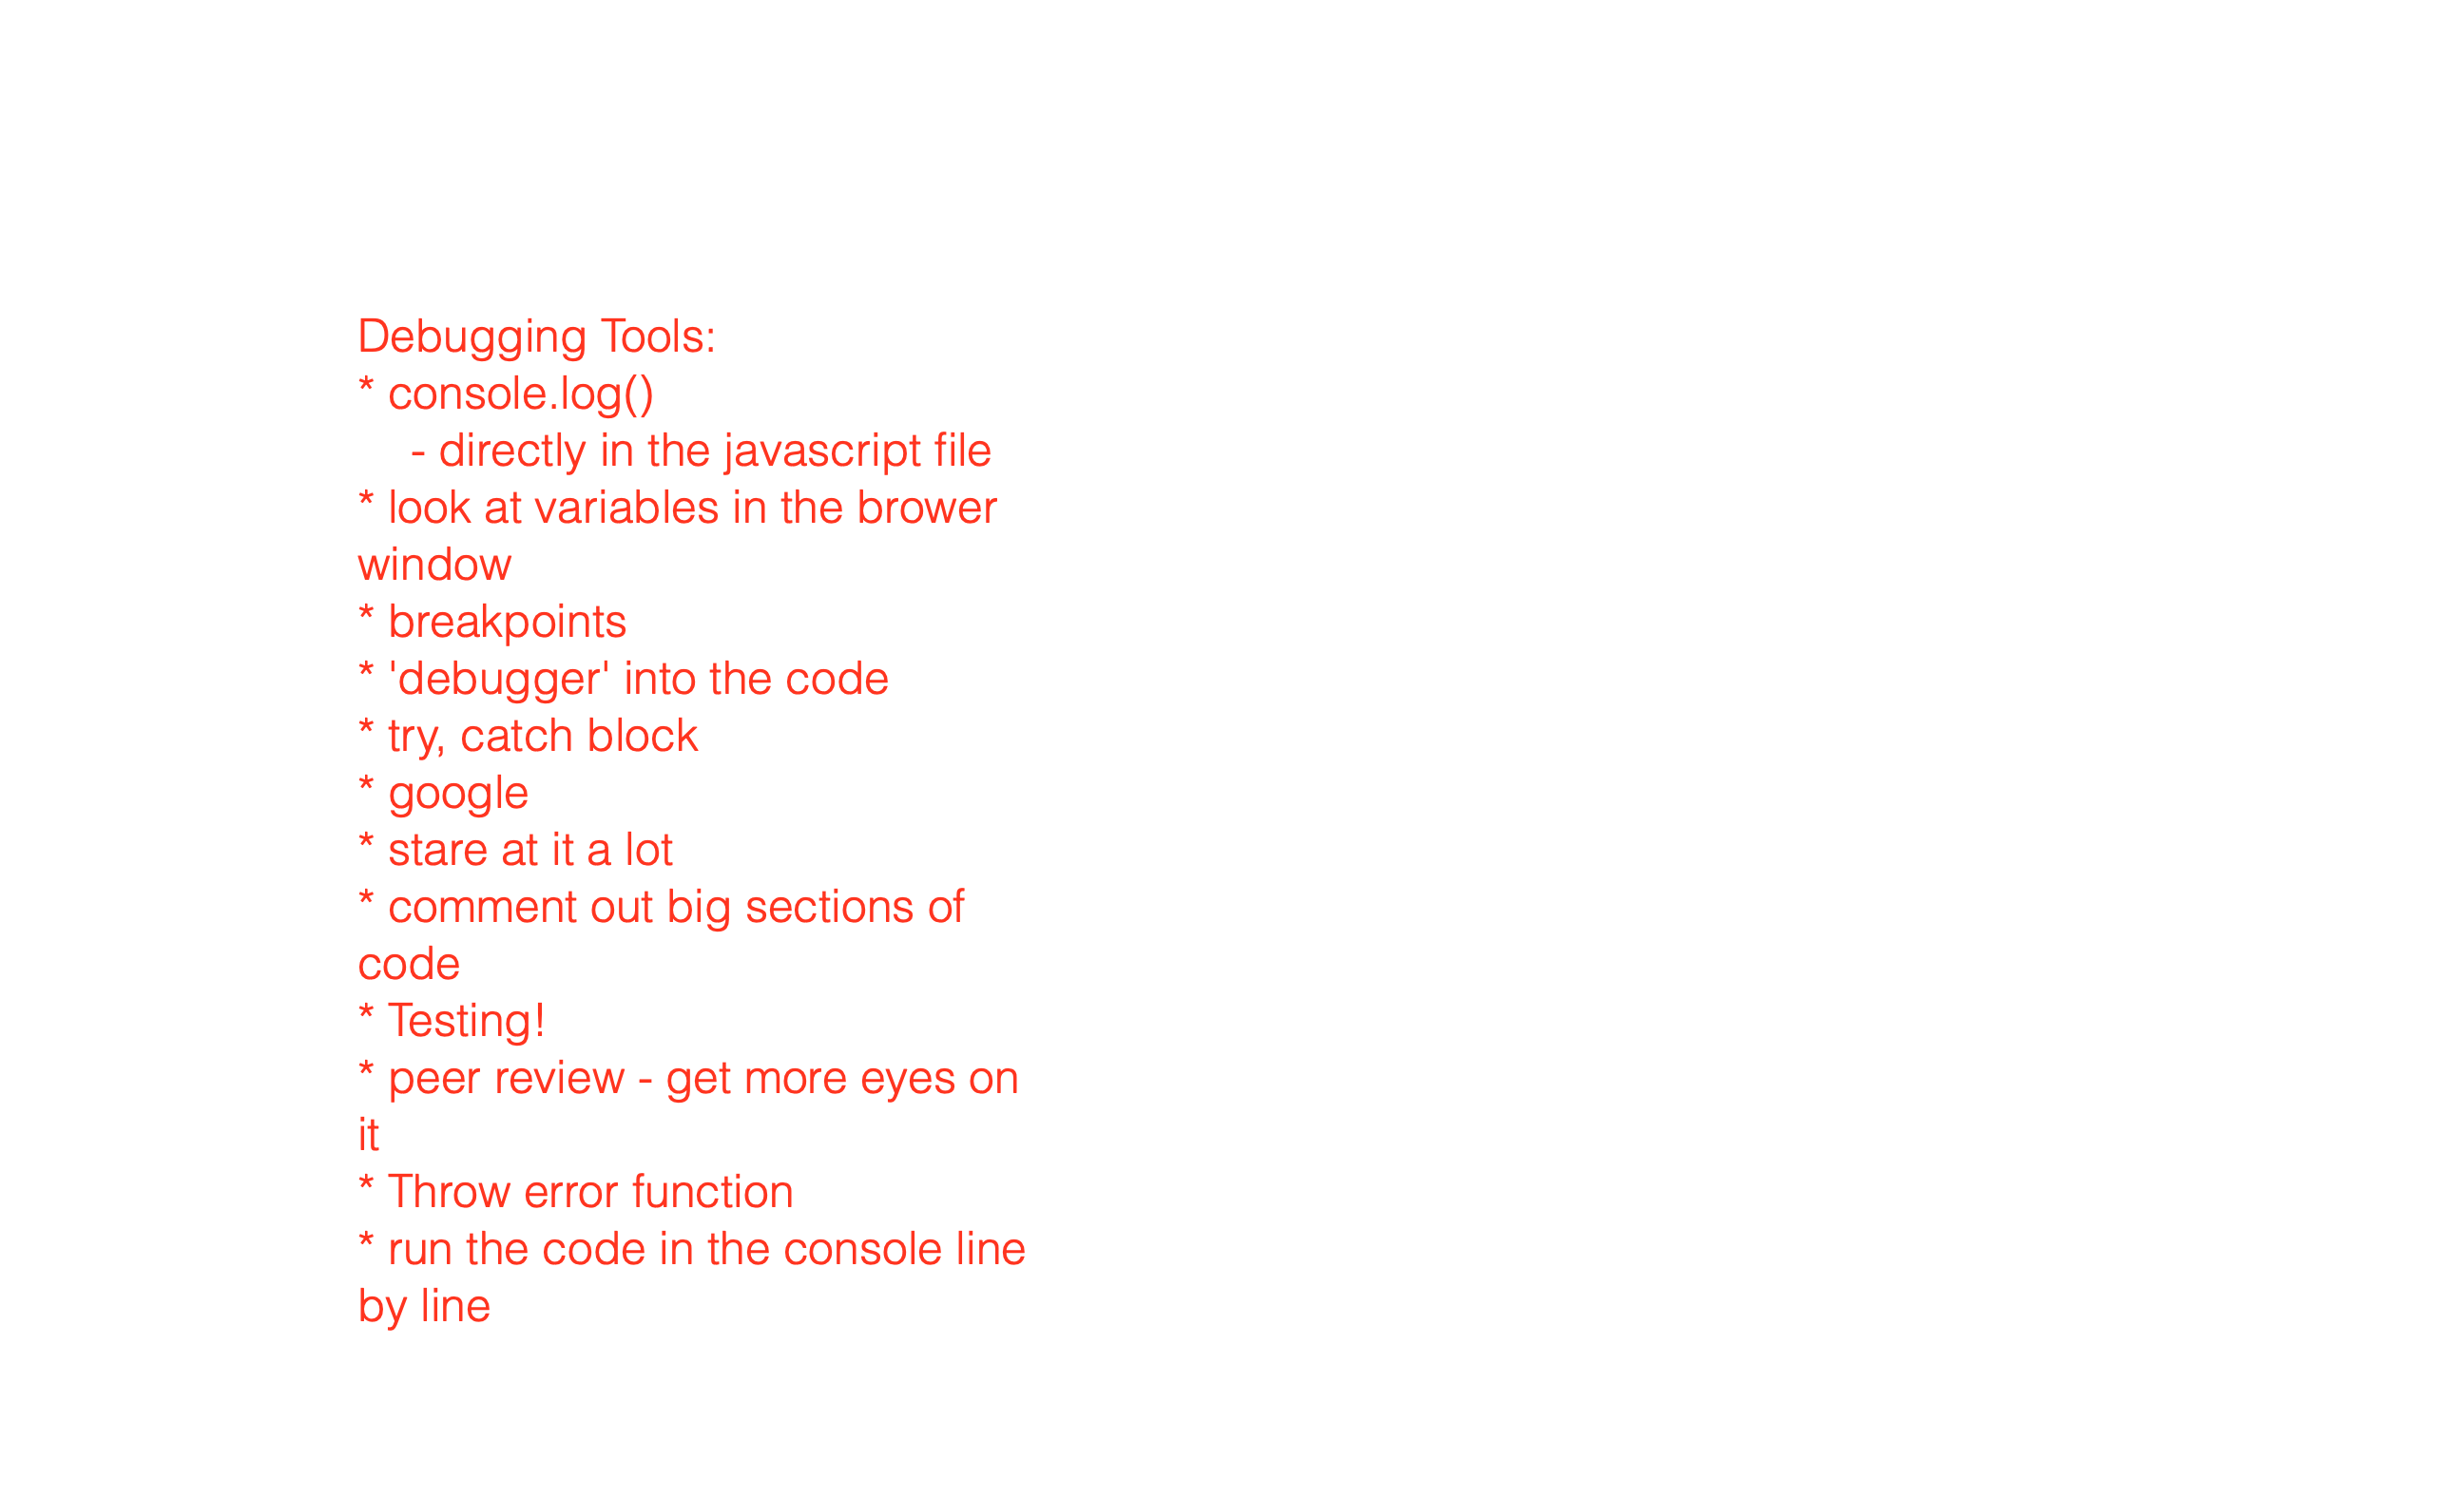 Debugging Tools:
* console.log()
- directly in the javascript file
* look at variables in the brower
window
* breakpoints
* 'debugger' into the code
* try, catch block
* google
* stare at it a lot
* comment out big sections of
code
* Testing!
* peer review - get more eyes on
it
* Throw error function
* run the code in the console line
by line